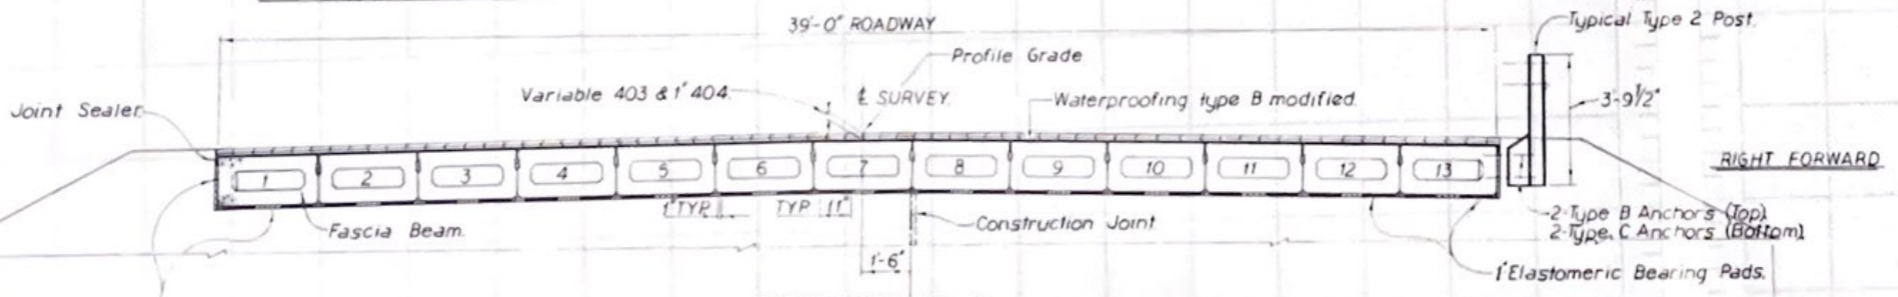 39'-0" ROADWAY
Typical Type 2 Post.
Profile Grade
Variable 403 & 1" 404.
℄ SURVEY.
Waterproofing type B modified.
3'-9 1/2"
Joint Sealer.
1 2 3 4 5 6 7 8 9 10 11 12 13
RIGHT FORWARD
1" TYP.
TYP. 11"
Fascia Beam.
Construction Joint
2-Type B Anchors (Top)
2-Type C Anchors (Bottom)
1'-6"
1" Elastomeric Bearing Pads.